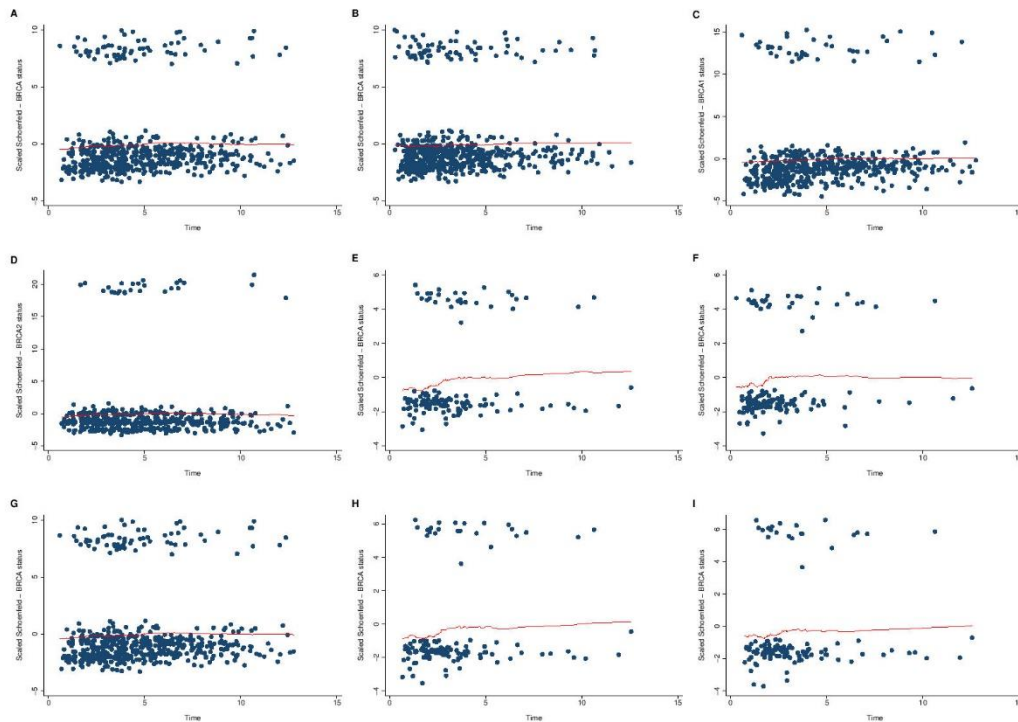 A
Scaled Schoenfeld − BRCA status
−5 0 5 10
0 5 10 15
Time
B
Scaled Schoenfeld − BRCA status
−5 0 5 10
0 5 10 15
Time
C
Scaled Schoenfeld − BRCA1 status
−5 0 5 10 15
0 5 10 15
Time
D
Scaled Schoenfeld − BRCA2 status
−5 0 5 10 20
0 5 10 15
Time
E
Scaled Schoenfeld − BRCA status
−4 −2 0 2 4 6
0 5 10 15
Time
F
Scaled Schoenfeld − BRCA status
−4 −2 0 2 4 6
0 5 10 15
Time
G
Scaled Schoenfeld − BRCA status
−5 0 5 10
0 5 10 15
Time
H
Scaled Schoenfeld − BRCA status
−4 −2 0 2 4 6
0 5 10 15
Time
I
Scaled Schoenfeld − BRCA status
−4 −2 0 2 4 6
0 5 10 15
Time